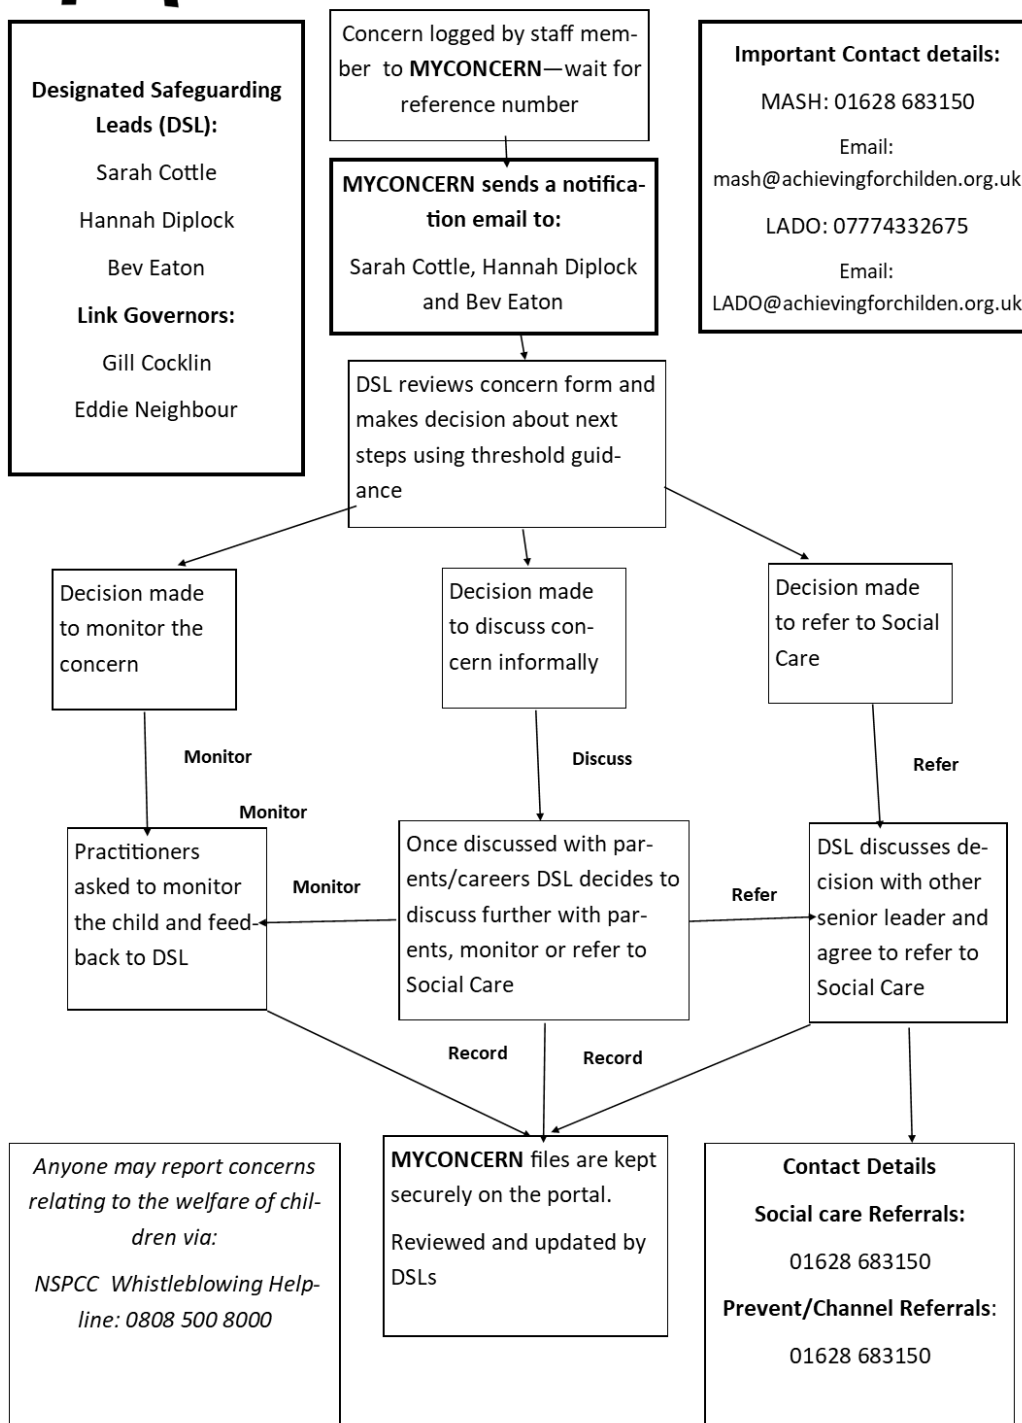 Designated Safeguarding
Leads (DSL):
Sarah Cottle
Hannah Diplock
Bev Eaton
Link Governors:
Gill Cocklin
Eddie Neighbour
Concern logged by staff mem-
ber to MYCONCERN—wait for
reference number
MYCONCERN sends a notifica-
tion email to:
Sarah Cottle, Hannah Diplock
and Bev Eaton
Important Contact details:
MASH: 01628 683150
Email:
mash@achievingforchilden.org.uk
LADO: 07774332675
Email:
LADO@achievingforchilden.org.uk
DSL reviews concern form and
makes decision about next
steps using threshold guid-
ance
Decision made
to monitor the
concern
Decision made
to discuss con-
cern informally
Decision made
to refer to Social
Care
Monitor
Discuss
Refer
Monitor
Practitioners
asked to monitor
the child and feed-
back to DSL
Monitor
Once discussed with par-
ents/careers DSL decides to
discuss further with par-
ents, monitor or refer to
Social Care
Refer
DSL discusses de-
cision with other
senior leader and
agree to refer to
Social Care
Record
Record
Anyone may report concerns
relating to the welfare of chil-
dren via:
NSPCC Whistleblowing Help-
line: 0808 500 8000
MYCONCERN files are kept
securely on the portal.
Reviewed and updated by
DSLs
Contact Details
Social care Referrals:
01628 683150
Prevent/Channel Referrals:
01628 683150